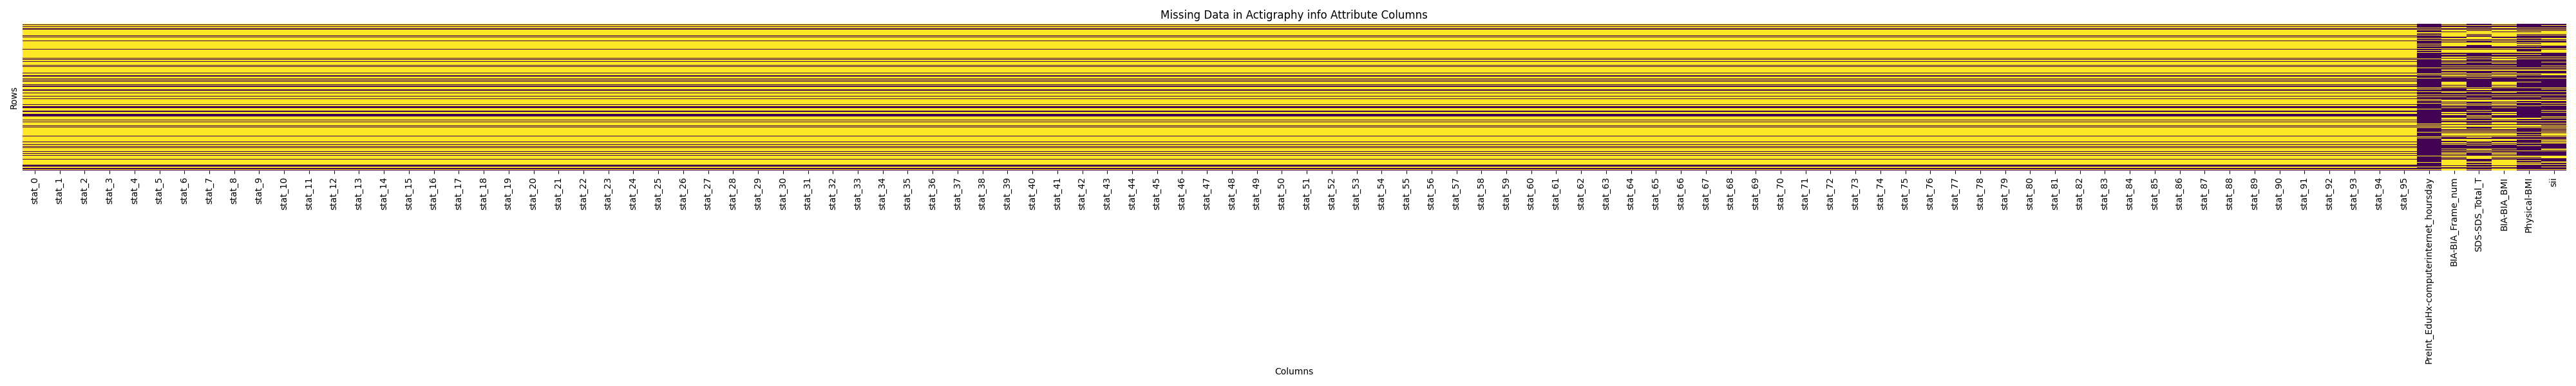 Missing Data in Actigraphy info Attribute Columns
Rows
stat_0
stat_1
stat_2
stat_3
stat_4
stat_5
stat_6
stat_7
stat_8
stat_9
stat_10
stat_11
stat_12
stat_13
stat_14
stat_15
stat_16
stat_17
stat_18
stat_19
stat_20
stat_21
stat_22
stat_23
stat_24
stat_25
stat_26
stat_27
stat_28
stat_29
stat_30
stat_31
stat_32
stat_33
stat_34
stat_35
stat_36
stat_37
stat_38
stat_39
stat_40
stat_41
stat_42
stat_43
stat_44
stat_45
stat_46
stat_47
stat_48
stat_49
stat_50
stat_51
stat_52
stat_53
stat_54
stat_55
stat_56
stat_57
stat_58
stat_59
stat_60
stat_61
stat_62
stat_63
stat_64
stat_65
stat_66
stat_67
stat_68
stat_69
stat_70
stat_71
stat_72
stat_73
stat_74
stat_75
stat_76
stat_77
stat_78
stat_79
stat_80
stat_81
stat_82
stat_83
stat_84
stat_85
stat_86
stat_87
stat_88
stat_89
stat_90
stat_91
stat_92
stat_93
stat_94
stat_95
PreInt_EduHx-computerinternet_hoursday
BIA-BIA_Frame_num
SDS-SDS_Total_T
BIA-BIA_BMI
Physical-BMI
sii
Columns